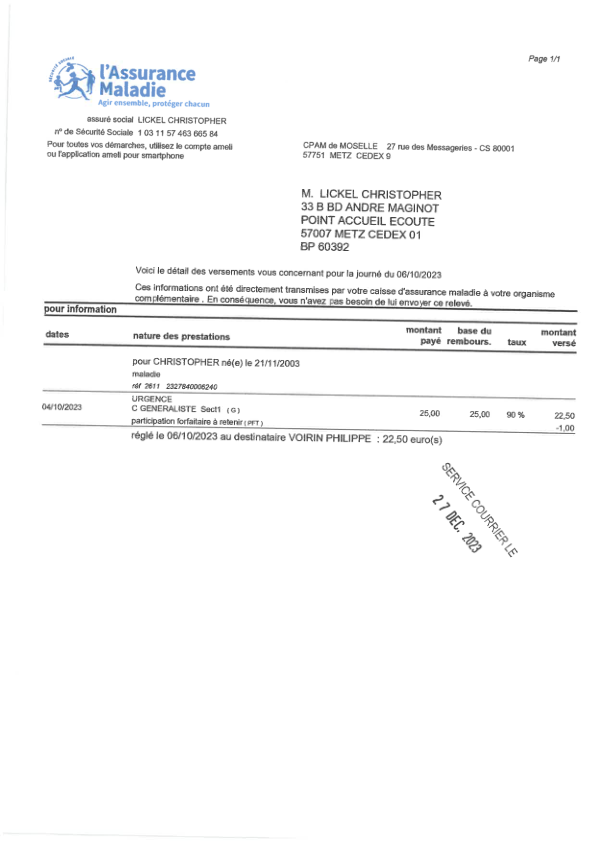 Page 1/1
SÉCURITÉ SOCIALE
l'Assurance
Maladie
Agir ensemble, protéger chacun
assuré social LICKEL CHRISTOPHER
n° de Sécurité Sociale 1 03 11 57 463 665 84
Pour toutes vos démarches, utilisez le compte ameli
ou l'application ameli pour smartphone
CPAM de MOSELLE 27 rue des Messageries - CS 80001
57751 METZ CEDEX 9
M. LICKEL CHRISTOPHER
33 B BD ANDRE MAGINOT
POINT ACCUEIL ECOUTE
57007 METZ CEDEX 01
BP 60392
Voici le détail des versements vous concernant pour la journé du 06/10/2023
Ces informations ont été directement transmises par votre caisse d'assurance maladie à votre organisme
complémentaire . En conséquence, vous n'avez pas besoin de lui envoyer ce relevé.
pour information
dates nature des prestations montant payé base du rembours. taux montant versé
pour CHRISTOPHER né(e) le 21/11/2003
maladie
réf 2611 2327840006240
URGENCE
04/10/2023 C GENERALISTE Sect1 ( G ) 25,00 25,00 90 % 22,50
participation forfaitaire à retenir ( PFT ) -1,00
réglé le 06/10/2023 au destinataire VOIRIN PHILIPPE : 22,50 euro(s)
SERVICE COURRIER LE
27 DEC. 2023